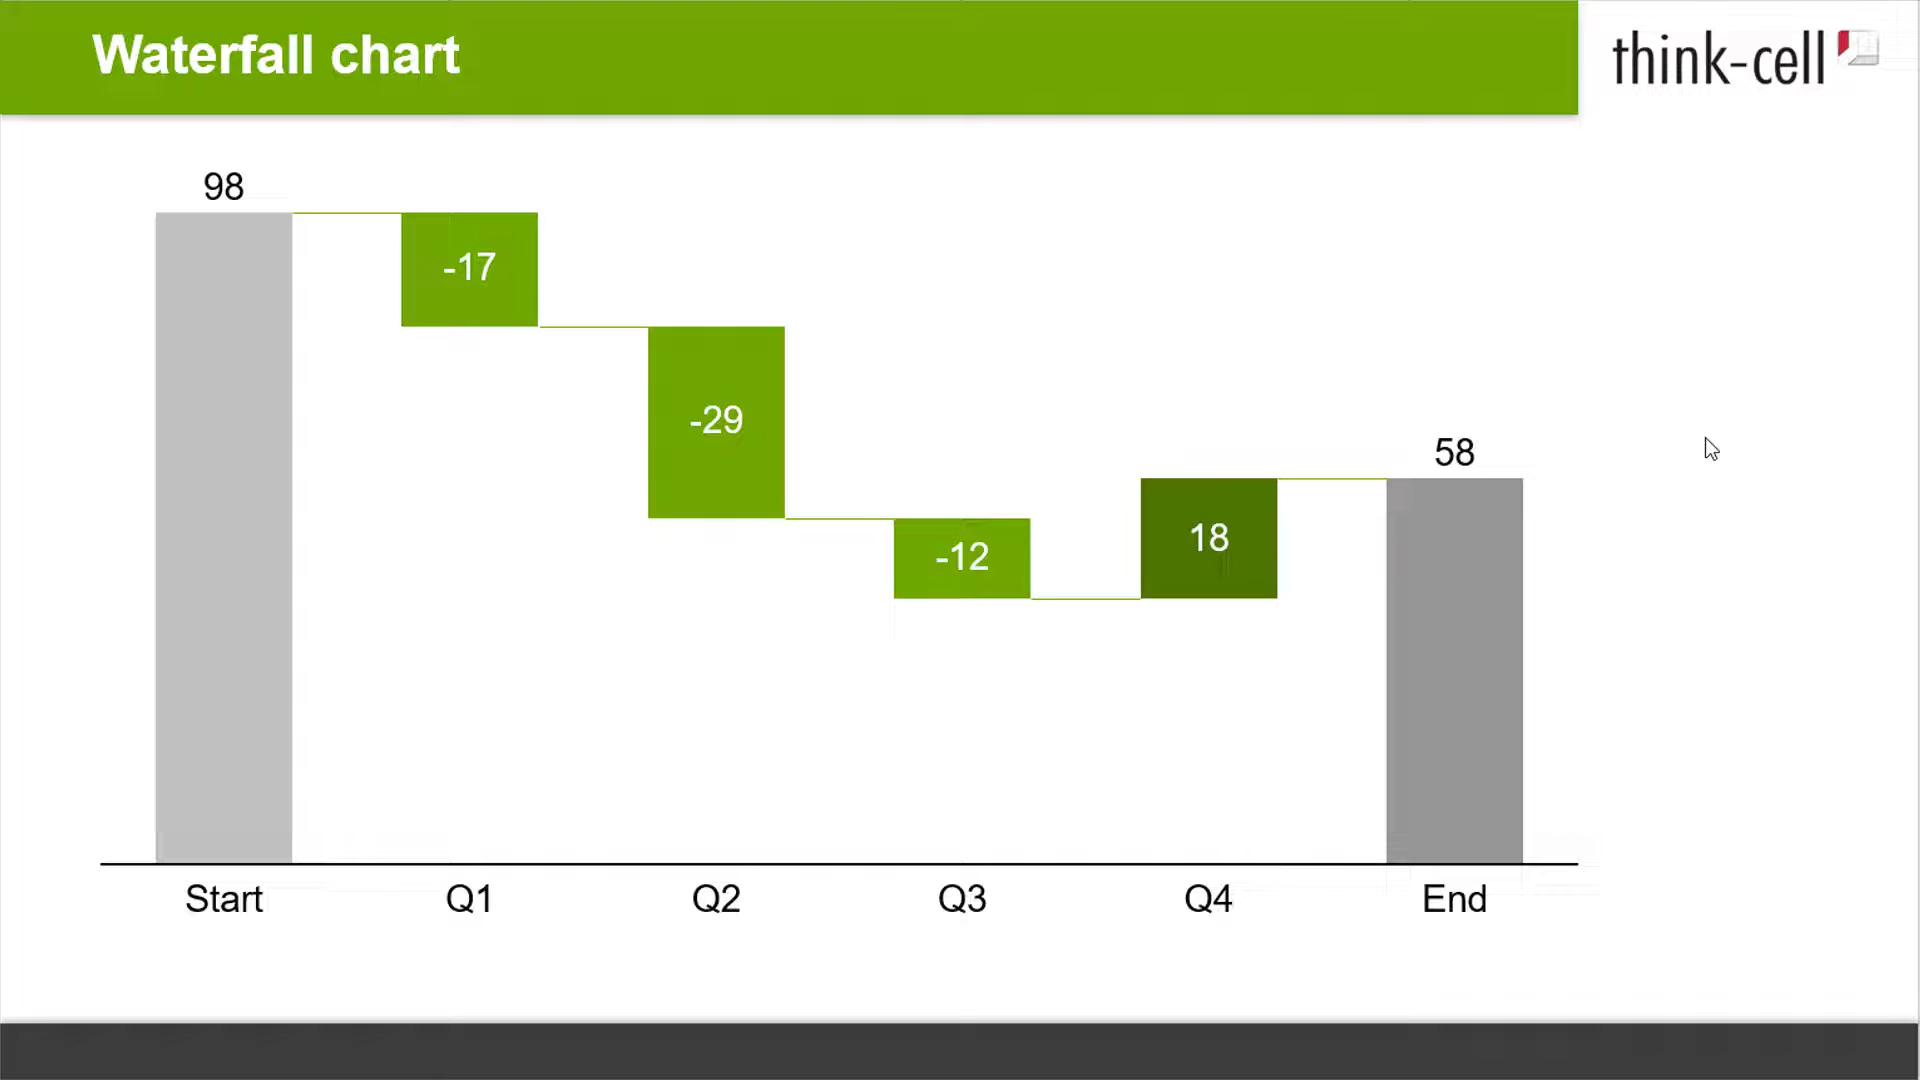 Waterfall chart
think-cell
98
-17
-29
-12
18
58
Start Q1 Q2 Q3 Q4 End